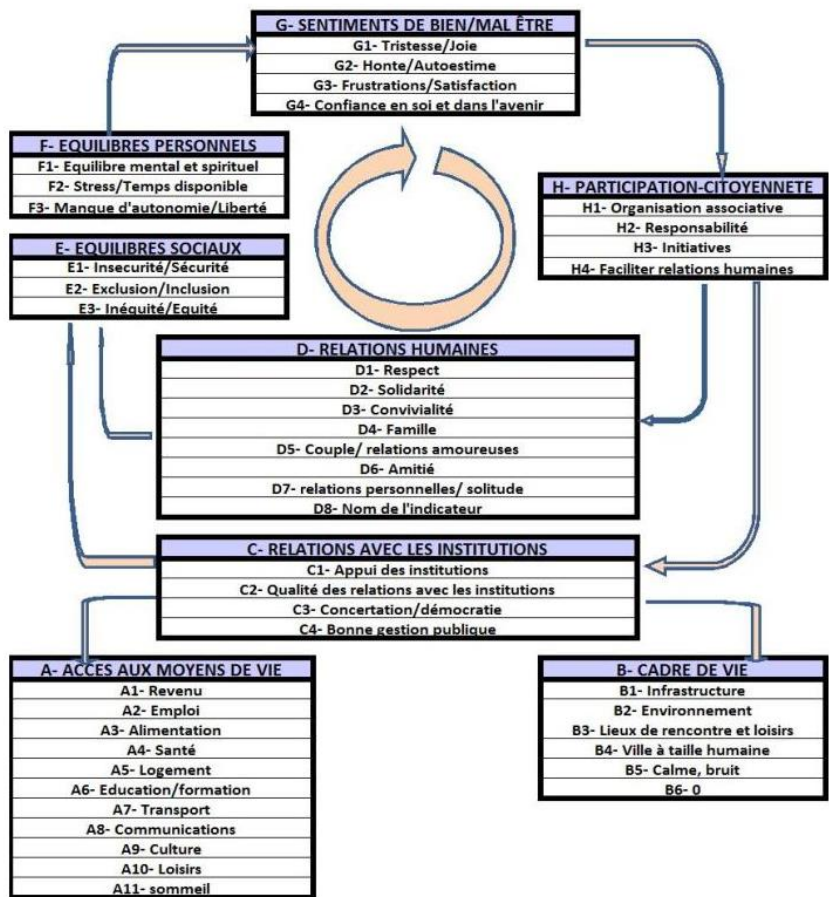 G- SENTIMENTS DE BIEN/MAL ÊTRE
G1- Tristesse/Joie
G2- Honte/Autoestime
G3- Frustrations/Satisfaction
G4- Confiance en soi et dans l'avenir
F- EQUILIBRES PERSONNELS
F1- Equilibre mental et spirituel
F2- Stress/Temps disponible
F3- Manque d'autonomie/Liberté
H- PARTICIPATION-CITOYENNETE
H1- Organisation associative
H2- Responsabilité
H3- Initiatives
H4- Faciliter relations humaines
E- EQUILIBRES SOCIAUX
E1- Insecurité/Sécurité
E2- Exclusion/Inclusion
E3- Inéquité/Equité
D- RELATIONS HUMAINES
D1- Respect
D2- Solidarité
D3- Convivialité
D4- Famille
D5- Couple/ relations amoureuses
D6- Amitié
D7- relations personnelles/ solitude
D8- Nom de l'indicateur
C- RELATIONS AVEC LES INSTITUTIONS
C1- Appui des institutions
C2- Qualité des relations avec les institutions
C3- Concertation/démocratie
C4- Bonne gestion publique
A- ACCES AUX MOYENS DE VIE
A1- Revenu
A2- Emploi
A3- Alimentation
A4- Santé
A5- Logement
A6- Education/formation
A7- Transport
A8- Communications
A9- Culture
A10- Loisirs
A11- sommeil
B- CADRE DE VIE
B1- Infrastructure
B2- Environnement
B3- Lieux de rencontre et loisirs
B4- Ville à taille humaine
B5- Calme, bruit
B6- 0